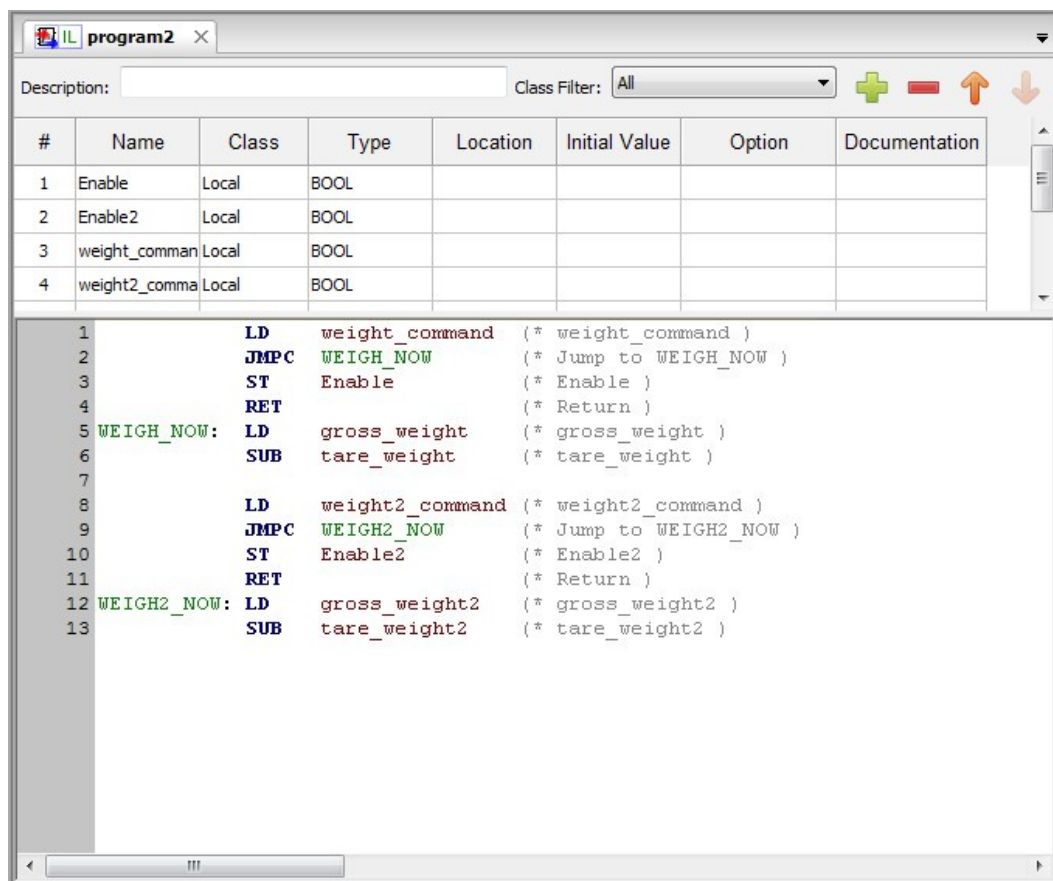 IL program2
Description: Class Filter: All
# Name Class Type Location Initial Value Option Documentation
1 Enable Local BOOL
2 Enable2 Local BOOL
3 weight_comman Local BOOL
4 weight2_comma Local BOOL
1 LD weight_command (* weight_command )
2 JMPC WEIGH_NOW (* Jump to WEIGH_NOW )
3 ST Enable (* Enable )
4 RET (* Return )
5 WEIGH_NOW: LD gross_weight (* gross_weight )
6 SUB tare_weight (* tare_weight )
7
8 LD weight2_command (* weight2_command )
9 JMPC WEIGH2_NOW (* Jump to WEIGH2_NOW )
10 ST Enable2 (* Enable2 )
11 RET (* Return )
12 WEIGH2_NOW: LD gross_weight2 (* gross_weight2 )
13 SUB tare_weight2 (* tare_weight2 )